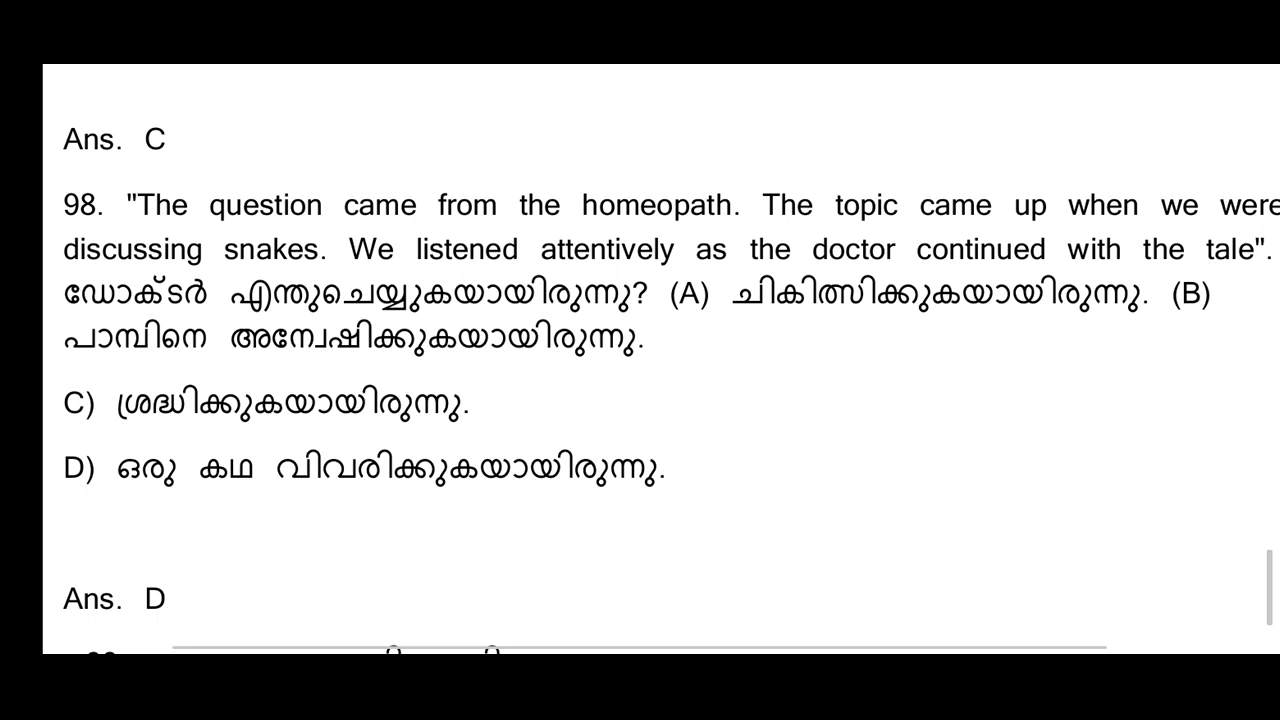 Ans. C
98. "The question came from the homeopath. The topic came up when we were
discussing snakes. We listened attentively as the doctor continued with the tale".
ഡോക്ടർ എന്തുചെയ്യുകയായിരുന്നു? (A) ചികിത്സിക്കുകയായിരുന്നു. (B)
പാമ്പിനെ അന്വേഷിക്കുകയായിരുന്നു.
C) ശ്രദ്ധിക്കുകയായിരുന്നു.
D) ഒരു കഥ വിവരിക്കുകയായിരുന്നു.
Ans. D